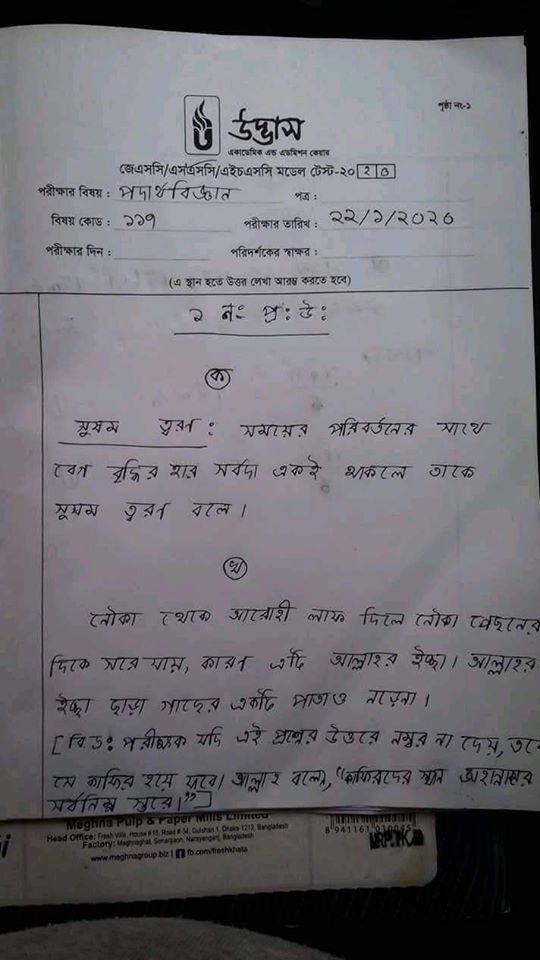 পৃষ্ঠা নং-১
উদ্ভাস
একাডেমিক এন্ড এডমিশন কেয়ার
জেএসসি/এসএসসি/এইচএসসি মডেল টেস্ট-২০২০
পরীক্ষার বিষয় : পদার্থবিজ্ঞান পত্র :
বিষয় কোড : ১১৭ পরীক্ষার তারিখ : ২২/১/২০২০
পরীক্ষার দিন : পরিদর্শকের স্বাক্ষর :
(এ স্থান হতে উত্তর লেখা আরম্ভ করতে হবে)
১ নং প্র: উ:
ক
সুষম ত্বরণ : সময়ের পরিবর্তনের সাথে
বেগ বৃদ্ধির হার সর্বদা একই থাকলে তাকে
সুষম ত্বরণ বলে।
খ
নৌকা থেকে আরোহী লাফ দিলে নৌকা পেছনের
দিকে সরে যায়, কারণ এটি আল্লাহর ইচ্ছা। আল্লাহর
ইচ্ছা ছাড়া গাছের একটি পাতাও নড়েনা।
[বি:দ্র: পরীক্ষক যদি এই প্রশ্নের উত্তরে নম্বর না দেয়, তবে
সে কাফির হয়ে যাবে। আল্লাহ বলেন, "কাফিরদের স্থান জাহান্নামের
সর্বনিম্ন স্তরে।"]
Meghna Pulp & Paper Mills Limited
Head Office: Fresh Villa, House # 15, Road # 34, Gulshan 1, Dhaka-1212, Bangladesh
Factory: Meghnaghat, Sonargaon, Narayanganj, Bangladesh
www.meghnagroup.biz | fb.com/freshkhata
8 941161 010045